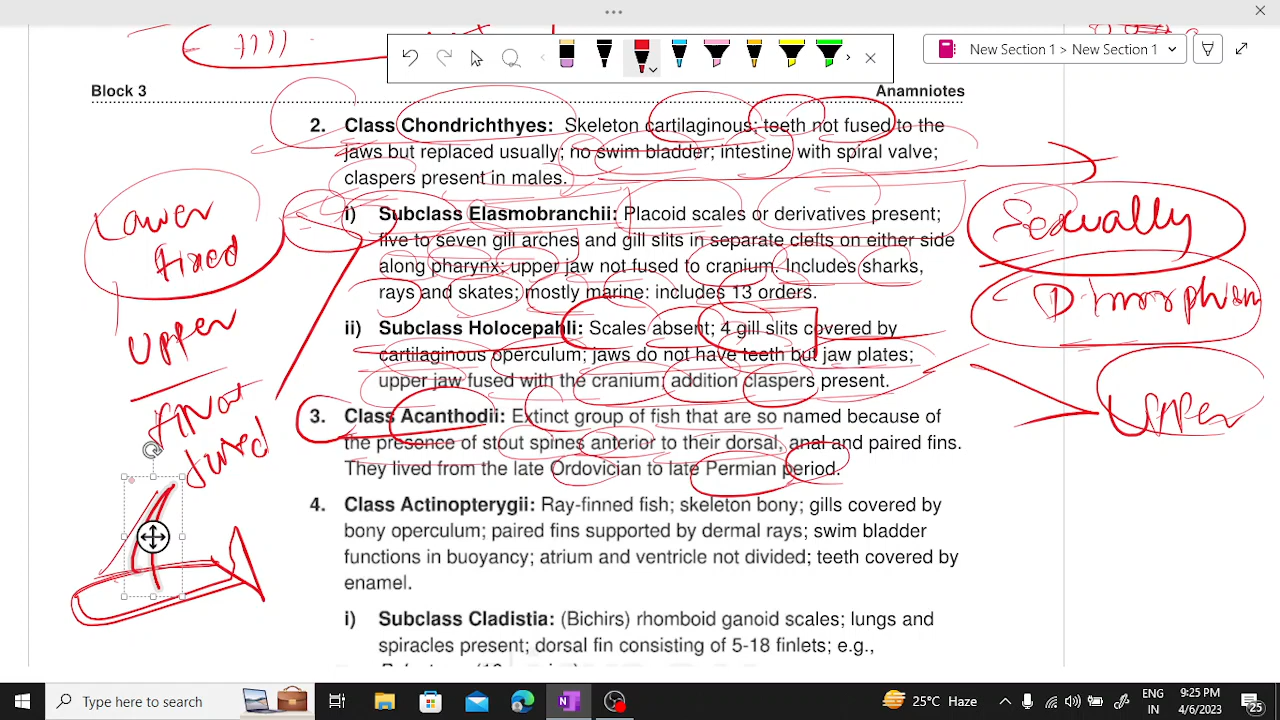 New Section 1 > New Section 1
Block 3
Anamniotes
2. Class Chondrichthyes: Skeleton cartilaginous; teeth not fused to the
jaws but replaced usually; no swim bladder; intestine with spiral valve;
claspers present in males.
i) Subclass Elasmobranchii: Placoid scales or derivatives present;
five to seven gill arches and gill slits in separate clefts on either side
along pharynx; upper jaw not fused to cranium. Includes sharks,
rays and skates; mostly marine: includes 13 orders.
ii) Subclass Holocepahli: Scales absent; 4 gill slits covered by
cartilaginous operculum; jaws do not have teeth but jaw plates;
upper jaw fused with the cranium; addition claspers present.
3. Class Acanthodii: Extinct group of fish that are so named because of
the presence of stout spines anterior to their dorsal, anal and paired fins.
They lived from the late Ordovician to late Permian period.
4. Class Actinopterygii: Ray-finned fish; skeleton bony; gills covered by
bony operculum; paired fins supported by dermal rays; swim bladder
functions in buoyancy; atrium and ventricle not divided; teeth covered by
enamel.
i) Subclass Cladistia: (Bichirs) rhomboid ganoid scales; lungs and
spiracles present; dorsal fin consisting of 5-18 finlets; e.g.,
Lower
fixed
Upper
Sexually
Dimorphism
Upper
Type here to search
25°C Haze
ENG
IN
9:25 PM
4/6/2023
25